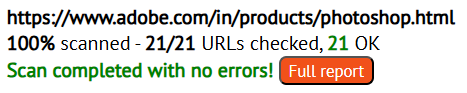 https://www.adobe.com/in/products/photoshop.html
100% scanned - 21/21 URLs checked, 21 OK
Scan completed with no errors! Full report